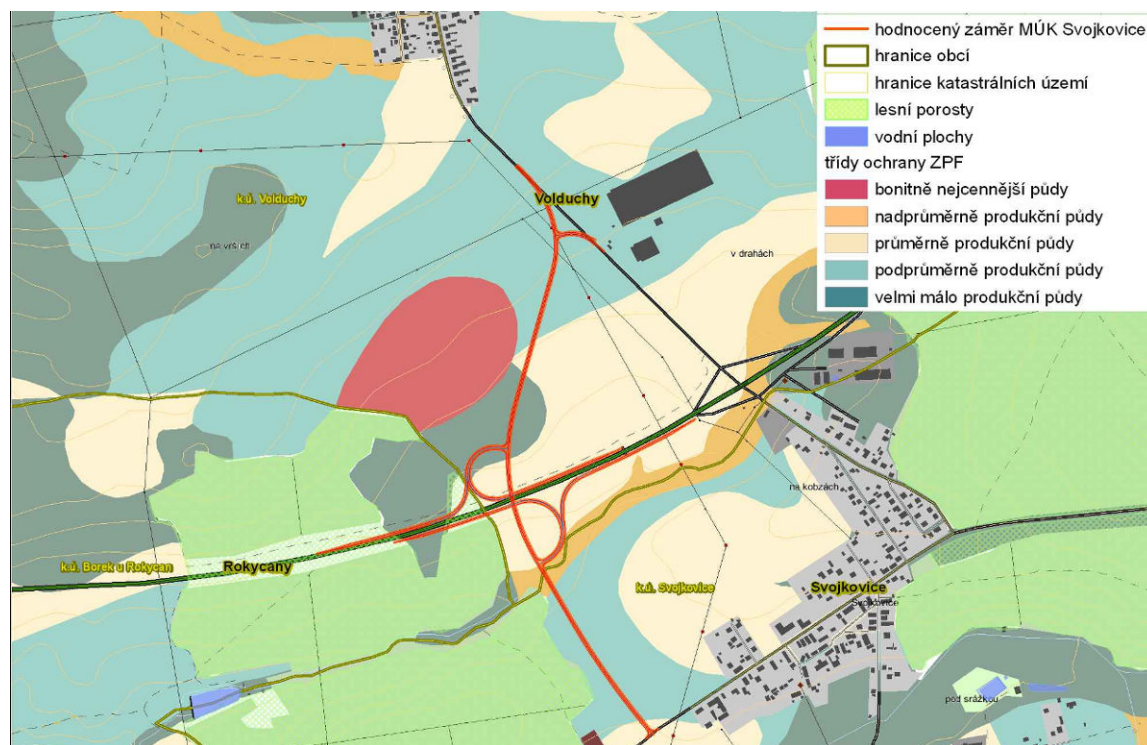 hodnocený záměr MÚK Svojkovice
hranice obcí
hranice katastrálních území
lesní porosty
vodní plochy
třídy ochrany ZPF
bonitně nejcennější půdy
nadprůměrně produkční půdy
průměrně produkční půdy
podprůměrně produkční půdy
velmi málo produkční půdy
k.ú. Volduchy
Volduchy
na vrších
v drahách
na kobzách
k.ú. Borek u Rokycan
Rokycany
k.ú. Svojkovice
Svojkovice
Svojkovice
pod srážkou